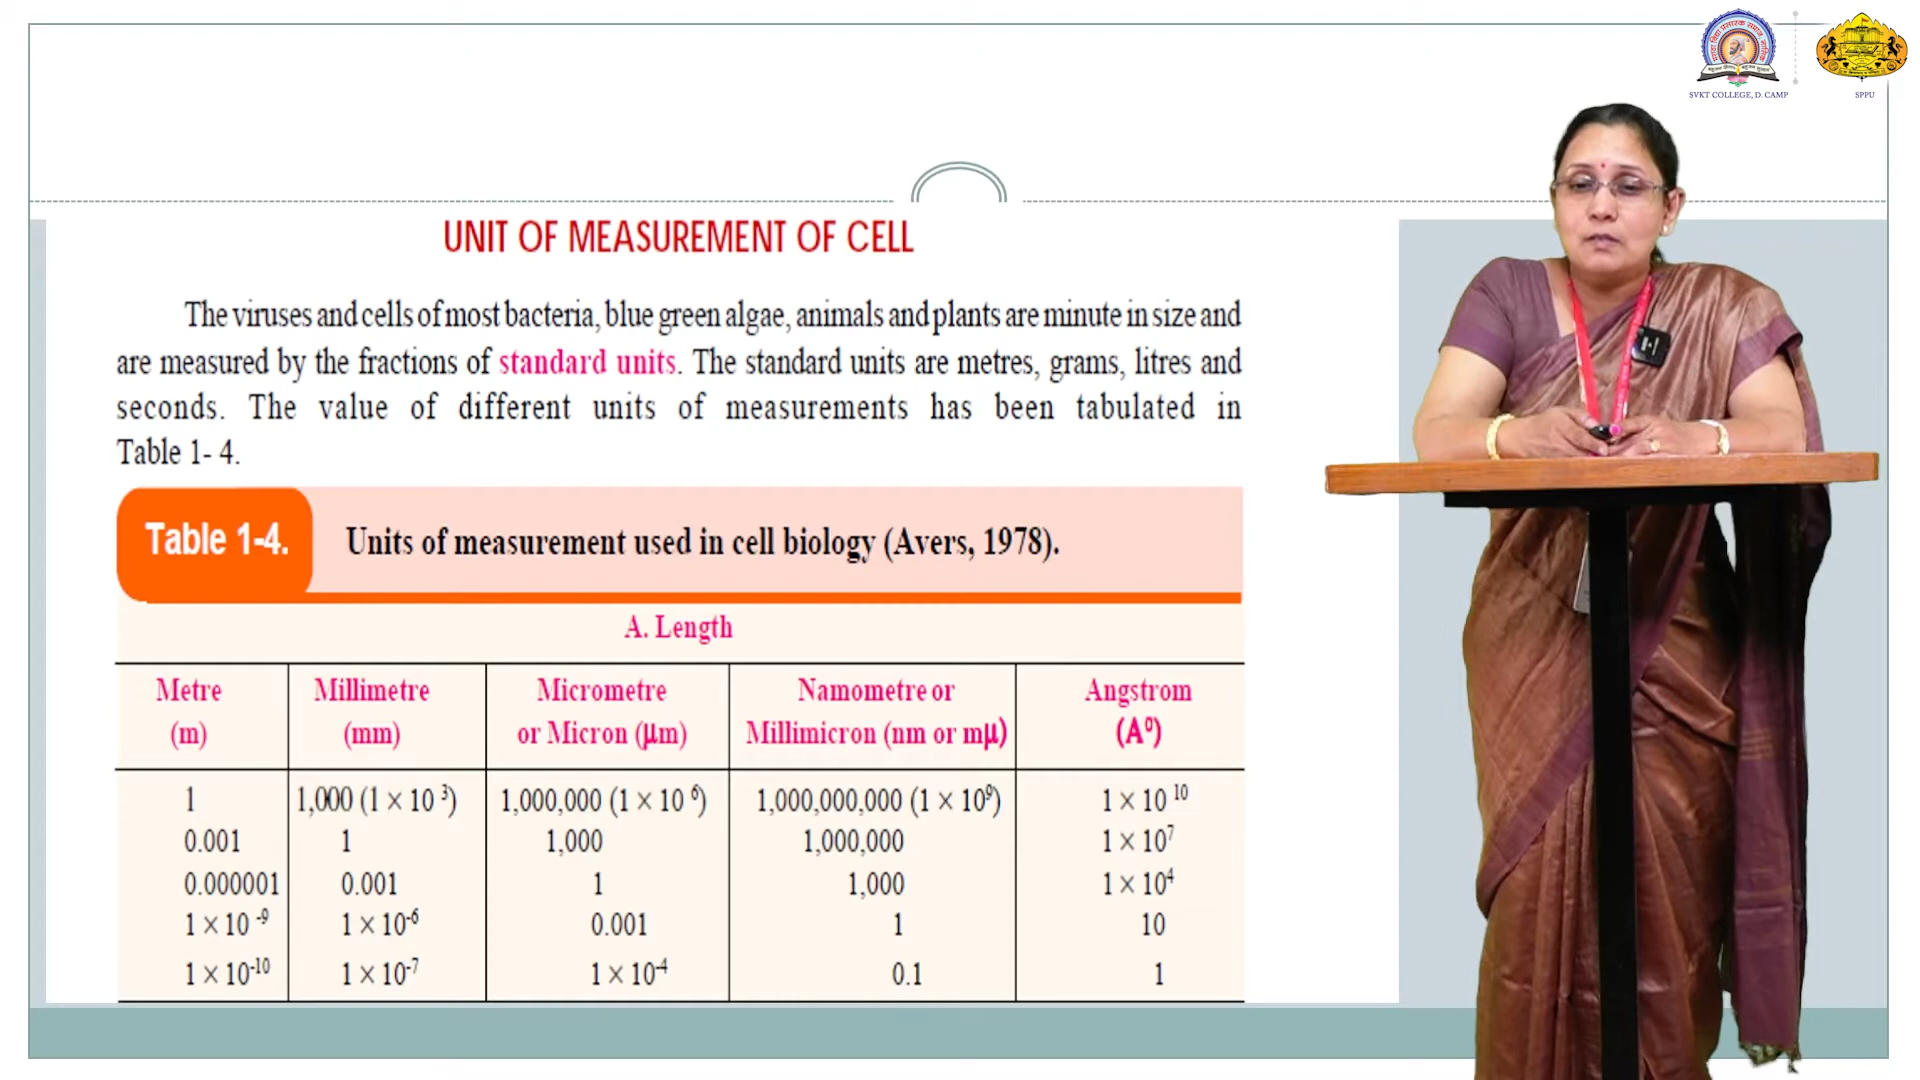 SVKT COLLEGE, D. CAMP
SPPU
UNIT OF MEASUREMENT OF CELL
The viruses and cells of most bacteria, blue green algae, animals and plants are minute in size and
are measured by the fractions of standard units. The standard units are metres, grams, litres and
seconds. The value of different units of measurements has been tabulated in
Table 1- 4.
Table 1-4. Units of measurement used in cell biology (Avers, 1978).
A. Length
Metre Millimetre Micrometre Namometre or Angstrom
(m) (mm) or Micron (µm) Millimicron (nm or mµ) (A⁰)
1 1,000 (1 × 10 ³) 1,000,000 (1 × 10 ⁶) 1,000,000,000 (1 × 10⁹) 1 × 10 ¹⁰
0.001 1 1,000 1,000,000 1 × 10⁷
0.000001 0.001 1 1,000 1 × 10⁴
1 × 10 ⁻⁹ 1 × 10⁻⁶ 0.001 1 10
1 × 10⁻¹⁰ 1 × 10⁻⁷ 1 × 10⁻⁴ 0.1 1